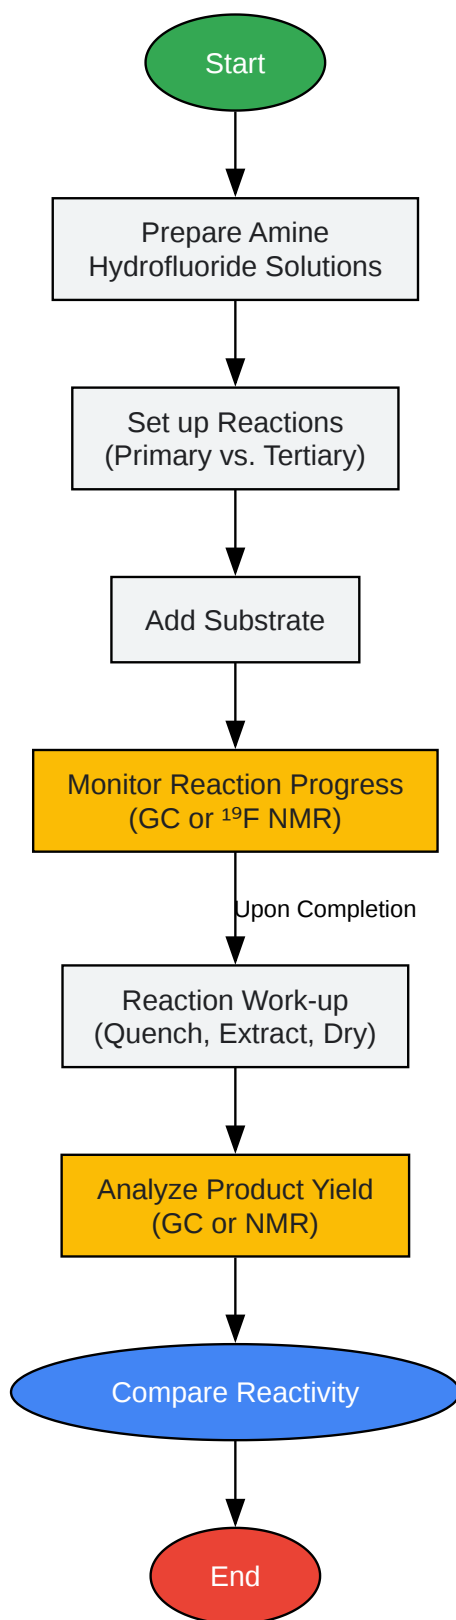 Start
Prepare Amine
Hydrofluoride Solutions
Set up Reactions
(Primary vs. Tertiary)
Add Substrate
Monitor Reaction Progress
(GC or ¹⁹F NMR)
Upon Completion
Reaction Work-up
(Quench, Extract, Dry)
Analyze Product Yield
(GC or NMR)
Compare Reactivity
End